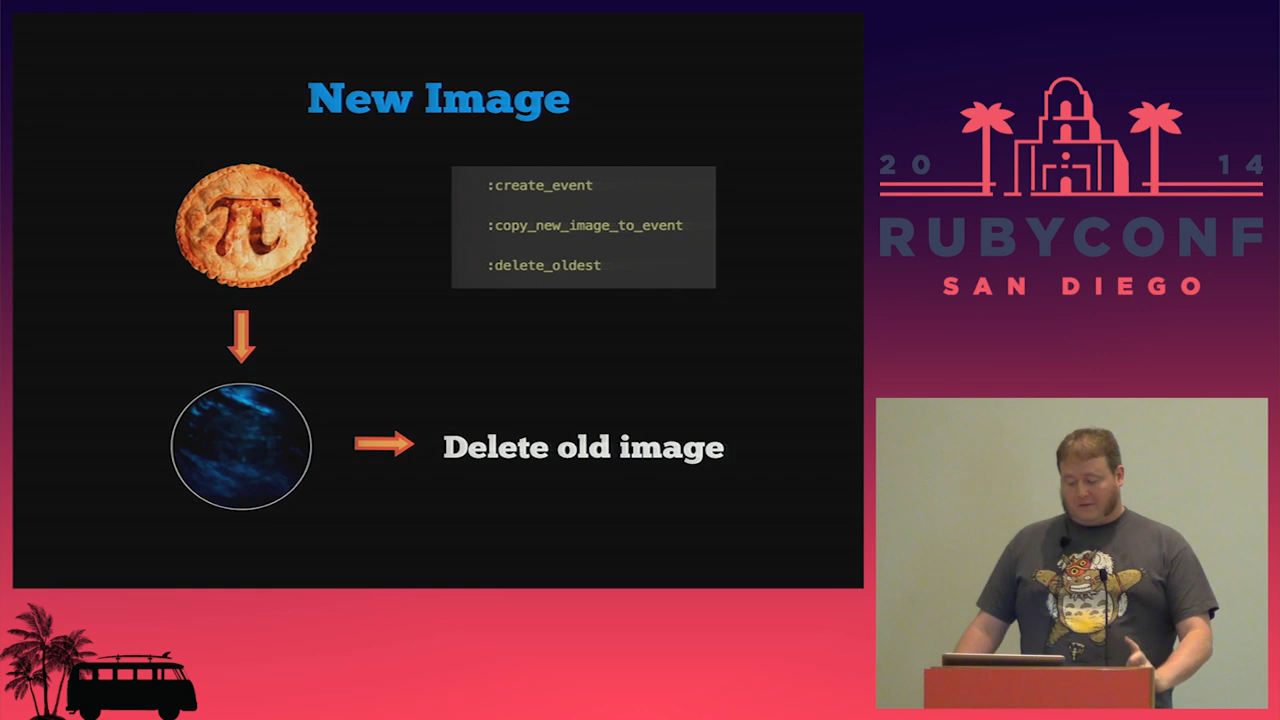 New Image
π
:create_event
:copy_new_image_to_event
:delete_oldest
Delete old image
20 14
RUBYCONF
SAN DIEGO